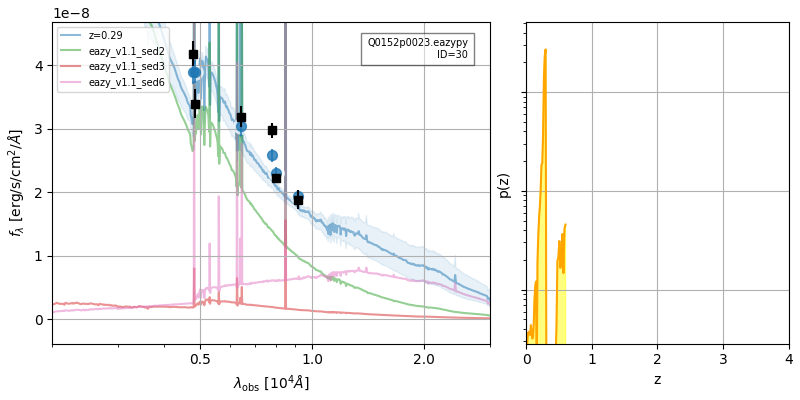 1e−8
z=0.29
eazy_v1.1_sed2
eazy_v1.1_sed3
eazy_v1.1_sed6
Q0152p0023.eazypy
ID=30
4
3
2
1
0
0.5
1.0
2.0
f_λ [erg/s/cm²/Å]
λ_obs [10⁴Å]
p(z)
0
1
2
3
4
z